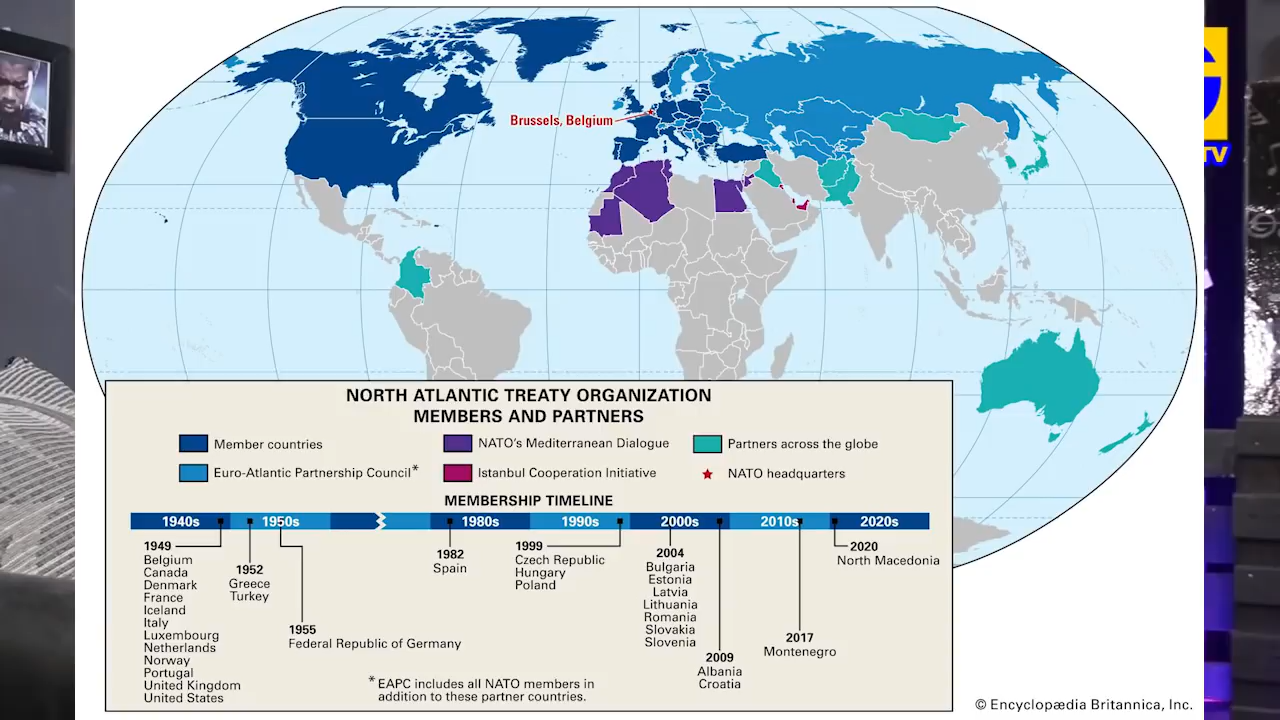 Brussels, Belgium
TV
NORTH ATLANTIC TREATY ORGANIZATION
MEMBERS AND PARTNERS
Member countries
NATO's Mediterranean Dialogue
Partners across the globe
Euro-Atlantic Partnership Council*
Istanbul Cooperation Initiative
NATO headquarters
MEMBERSHIP TIMELINE
1940s
1950s
1980s
1990s
2000s
2010s
2020s
1949
Belgium
Canada
Denmark
France
Iceland
Italy
Luxembourg
Netherlands
Norway
Portugal
United Kingdom
United States
1952
Greece
Turkey
1955
Federal Republic of Germany
1982
Spain
1999
Czech Republic
Hungary
Poland
2004
Bulgaria
Estonia
Latvia
Lithuania
Romania
Slovakia
Slovenia
2009
Albania
Croatia
2017
Montenegro
2020
North Macedonia
*EAPC includes all NATO members in
addition to these partner countries.
© Encyclopædia Britannica, Inc.